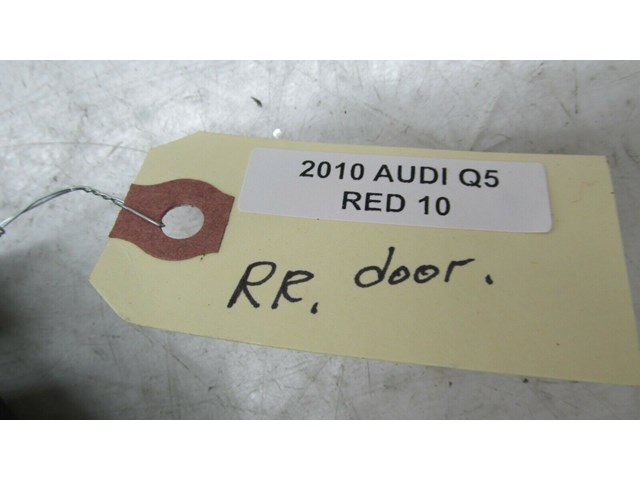 2010 AUDI Q5
RED 10
RR, door.